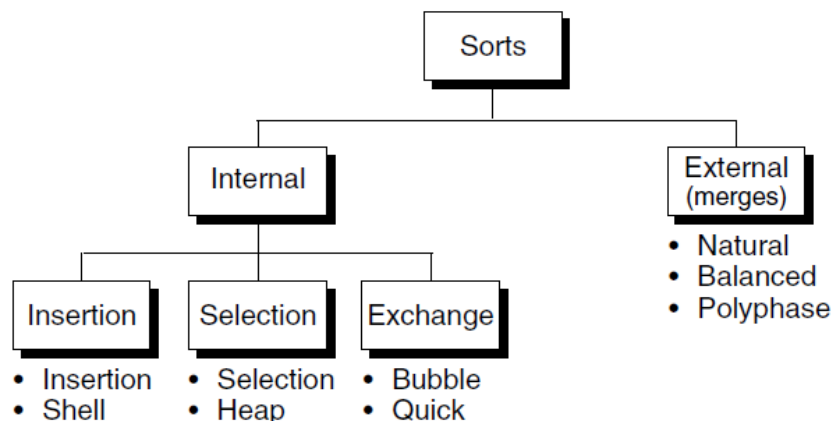 Sorts
Internal
External
(merges)
• Natural
• Balanced
• Polyphase
Insertion
Selection
Exchange
• Insertion
• Shell
• Selection
• Heap
• Bubble
• Quick